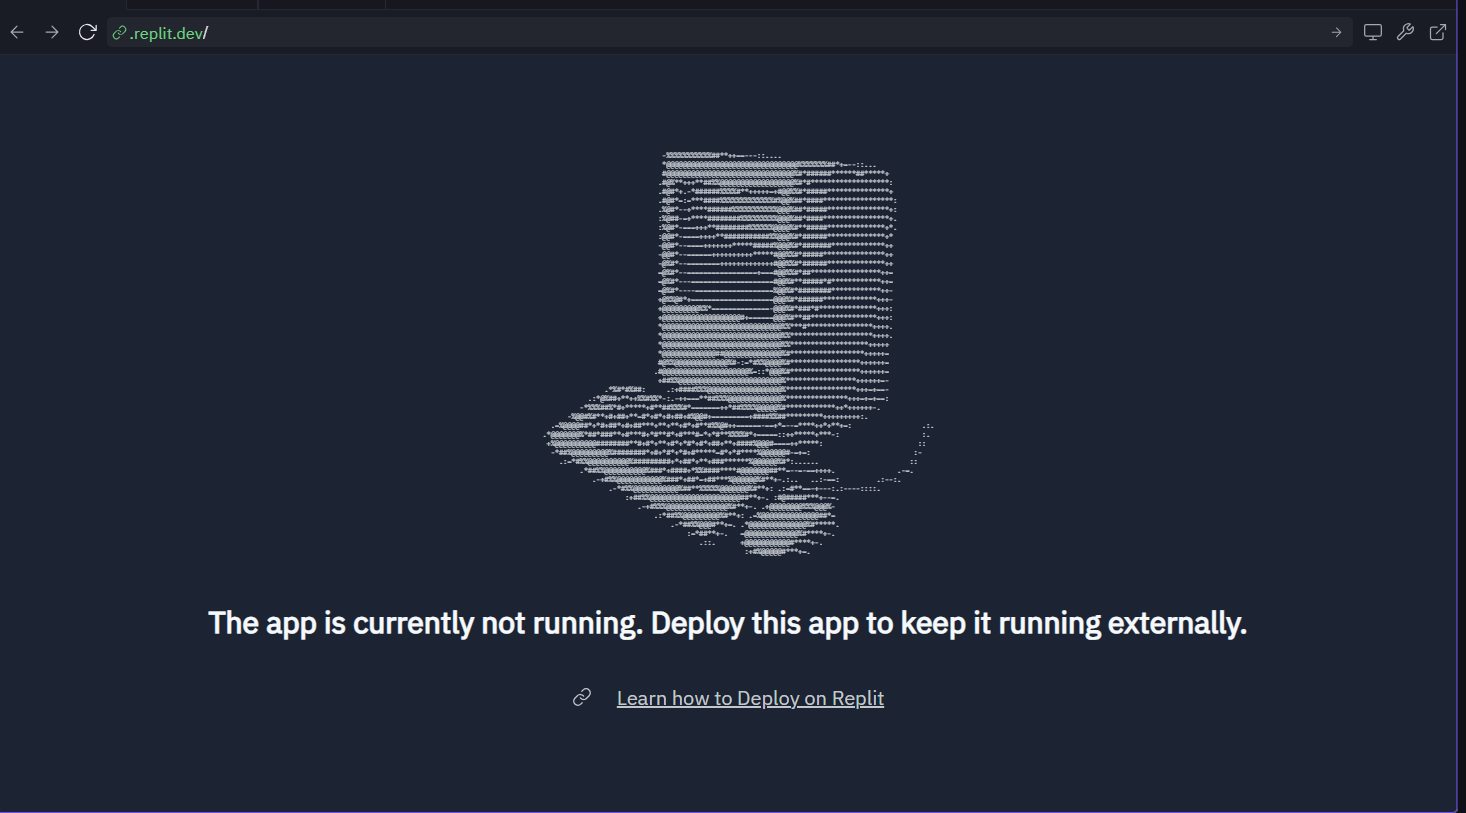 .replit.dev/
The app is currently not running. Deploy this app to keep it running externally.
Learn how to Deploy on Replit